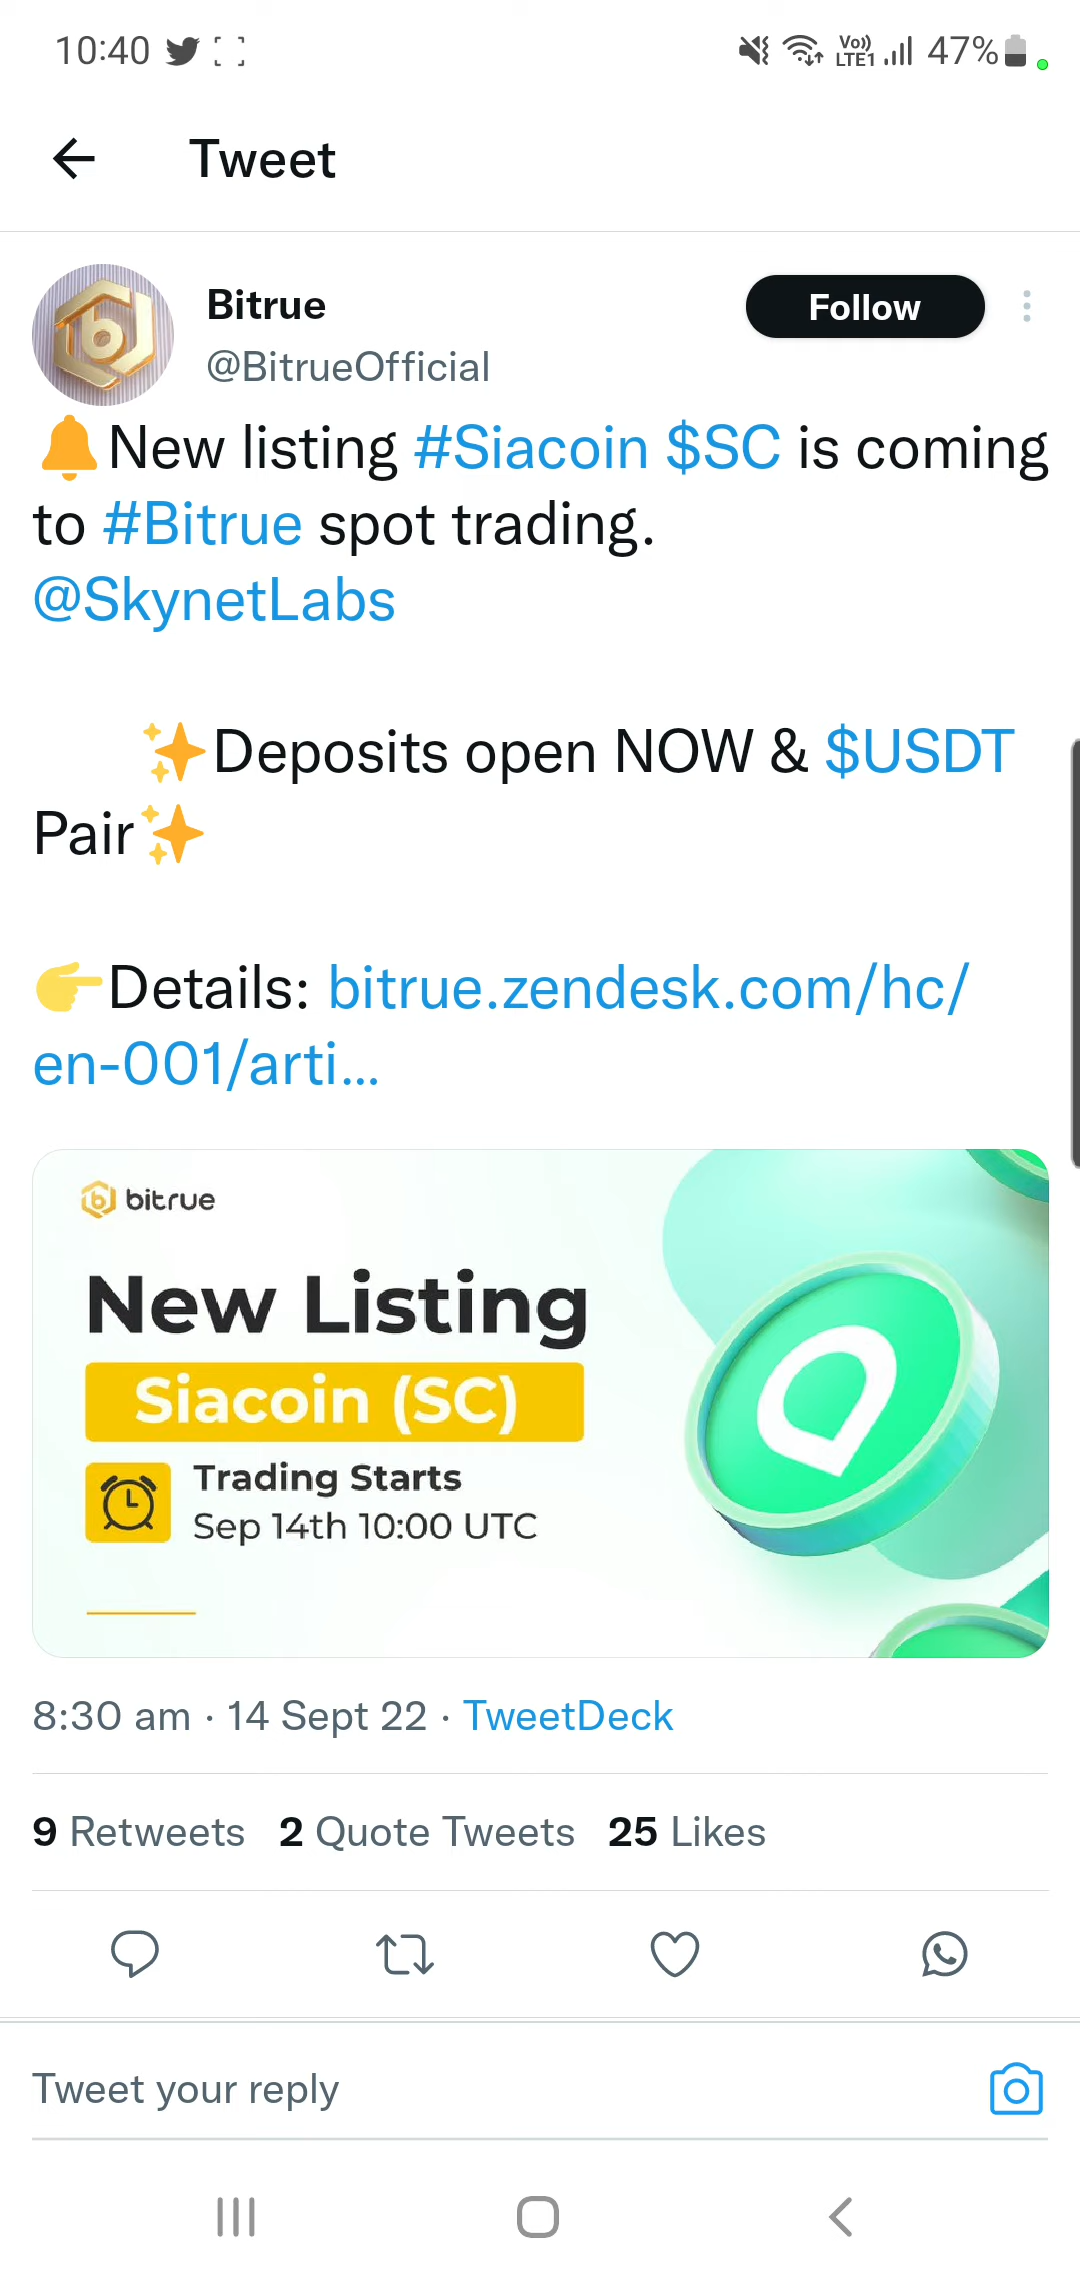 10:40
Vo)) LTE1 47%
Tweet
Bitrue
Follow
@BitrueOfficial
🔔New listing #Siacoin $SC is coming
to #Bitrue spot trading.
@SkynetLabs
✨Deposits open NOW & $USDT
Pair✨
👉Details: bitrue.zendesk.com/hc/
en-001/arti...
bitrue
New Listing
Siacoin (SC)
Trading Starts
Sep 14th 10:00 UTC
8:30 am · 14 Sept 22 · TweetDeck
9 Retweets 2 Quote Tweets 25 Likes
Tweet your reply